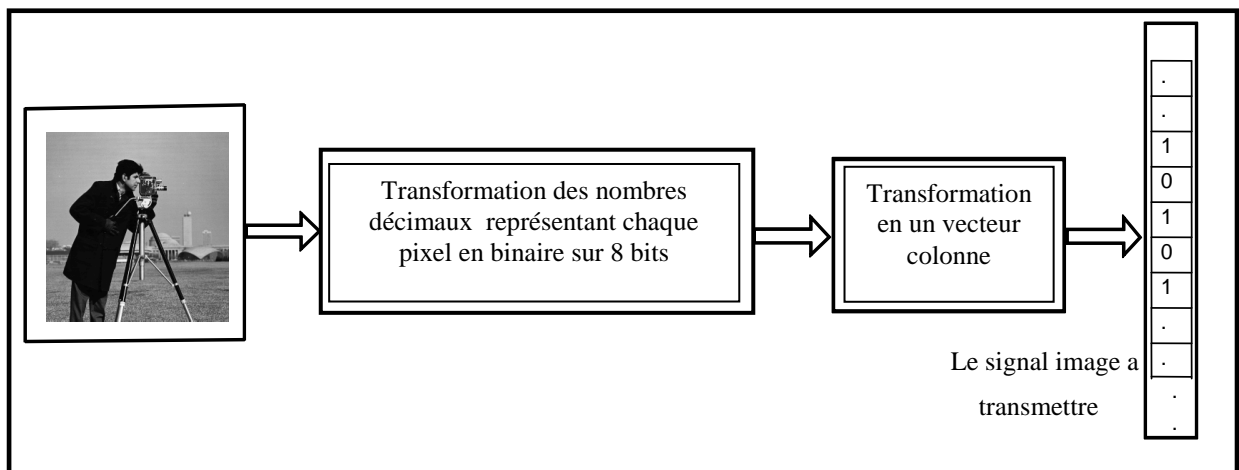 Transformation des nombres
décimaux représentant chaque
pixel en binaire sur 8 bits
Transformation
en un vecteur
colonne
.
.
1
0
1
0
1
.
.
.
.
Le signal image a
transmettre